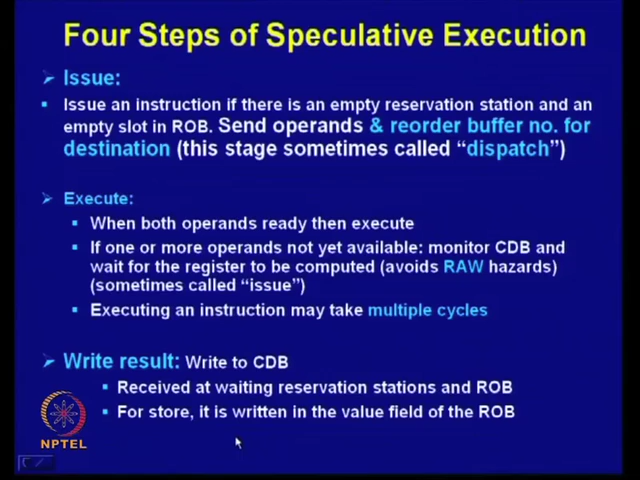 Four Steps of Speculative Execution
Issue:
Issue an instruction if there is an empty reservation station and an
empty slot in ROB. Send operands & reorder buffer no. for
destination (this stage sometimes called “dispatch”)
Execute:
When both operands ready then execute
If one or more operands not yet available: monitor CDB and
wait for the register to be computed (avoids RAW hazards)
(sometimes called “issue”)
Executing an instruction may take multiple cycles
Write result: Write to CDB
Received at waiting reservation stations and ROB
For store, it is written in the value field of the ROB
NPTEL